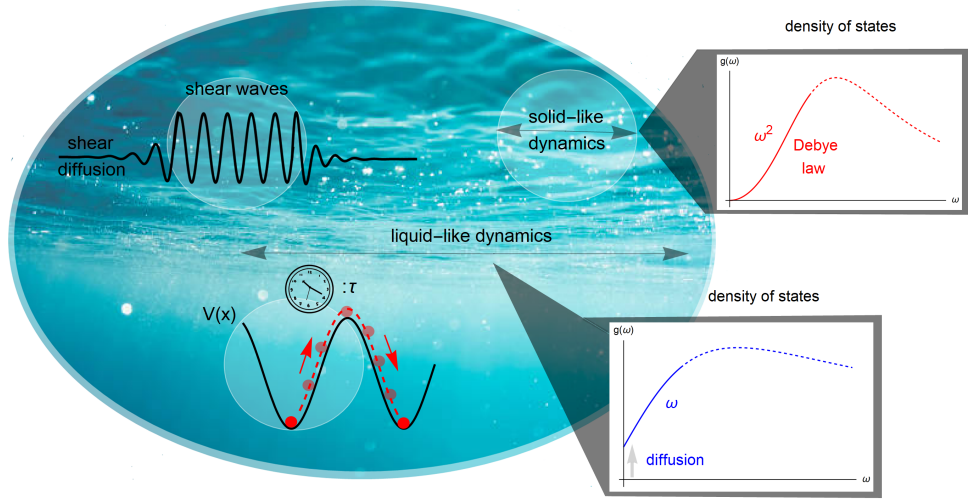 density of states
g(ω)
ω²
Debye
law
ω
shear waves
shear
diffusion
solid–like
dynamics
liquid–like dynamics
:τ
V(x)
density of states
g(ω)
ω
diffusion
ω